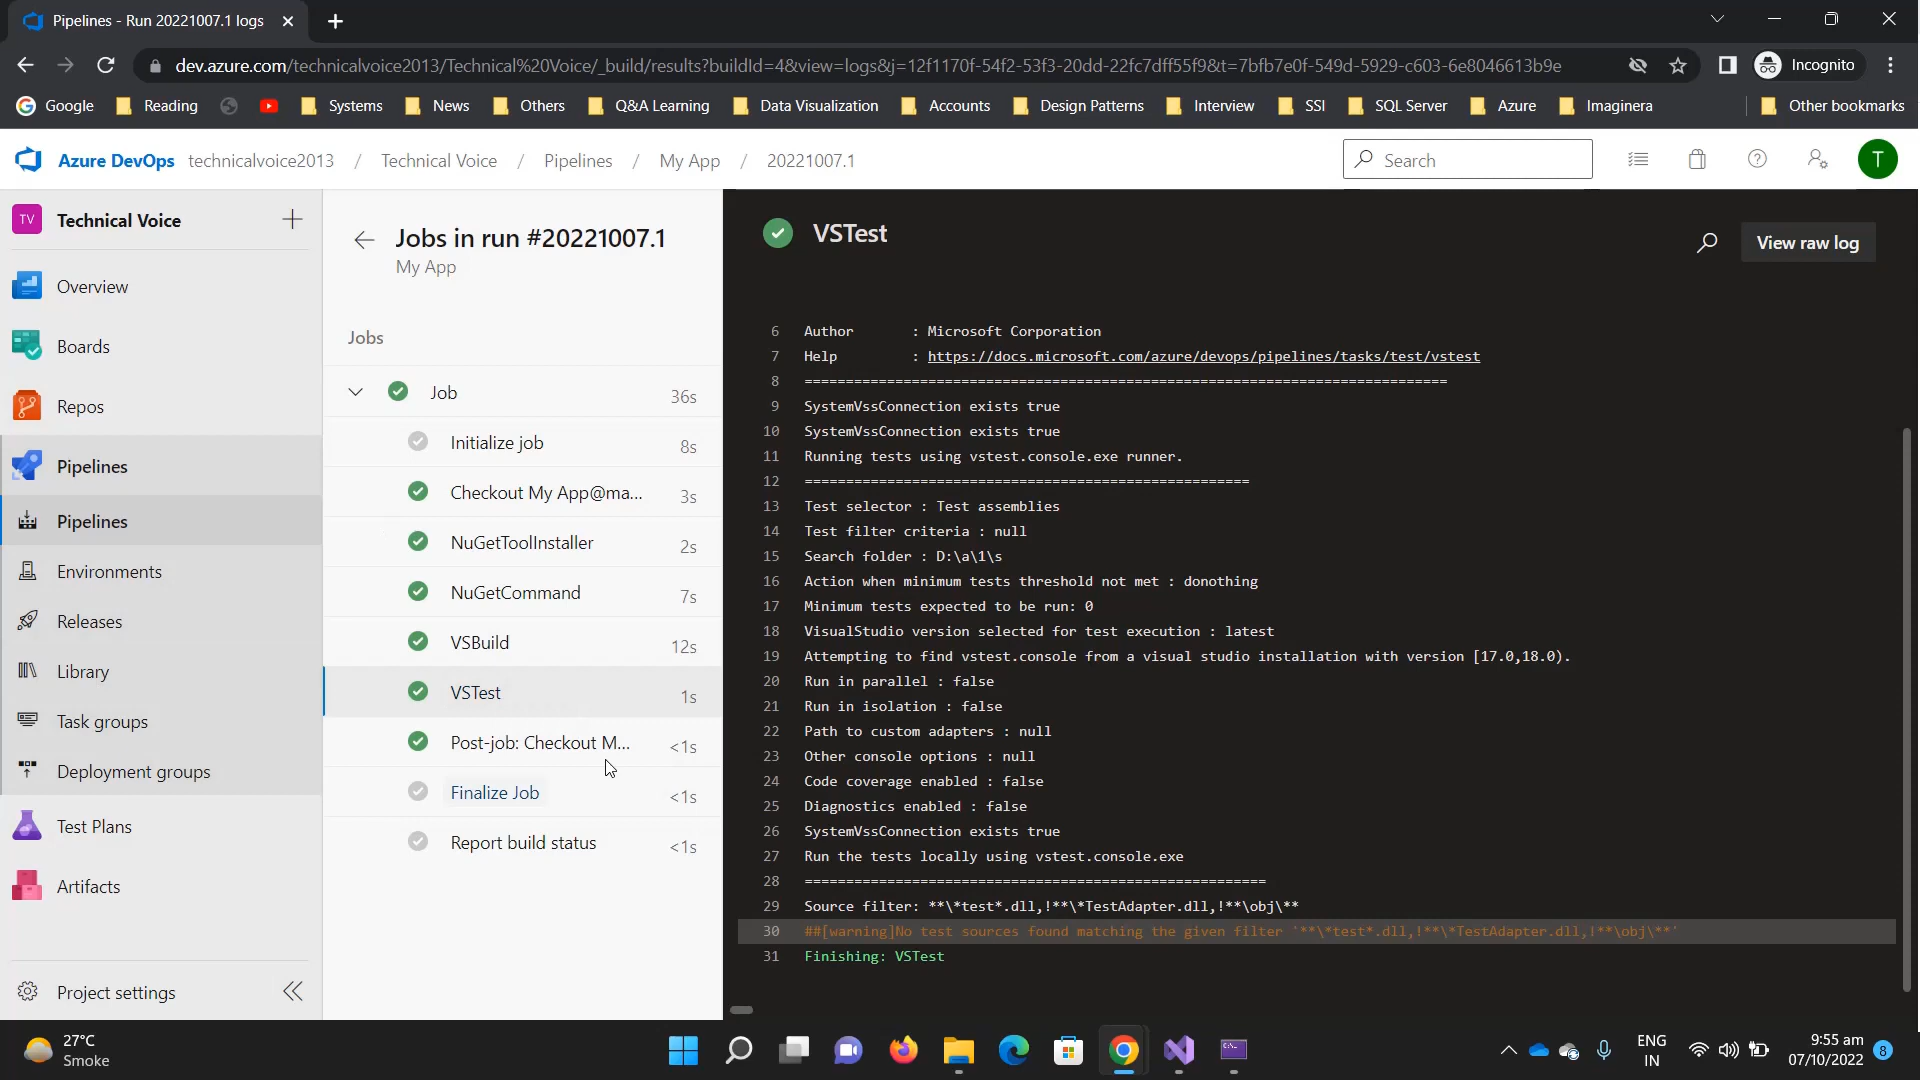 Pipelines - Run 20221007.1 logs
dev.azure.com/technicalvoice2013/Technical%20Voice/_build/results?buildId=4&view=logs&j=12f1170f-54f2-53f3-20dd-22fc7dff55f9&t=7bfb7e0f-549d-5929-c603-6e8046613b9e
Incognito
Google
Reading
Systems
News
Others
Q&A Learning
Data Visualization
Accounts
Design Patterns
Interview
SSI
SQL Server
Azure
Imaginera
Other bookmarks
Azure DevOps technicalvoice2013 / Technical Voice / Pipelines / My App / 20221007.1
Search
T
TV
Technical Voice
Overview
Boards
Repos
Pipelines
Pipelines
Environments
Releases
Library
Task groups
Deployment groups
Test Plans
Artifacts
Project settings
Jobs in run #20221007.1
My App
Jobs
Job 36s
Initialize job 8s
Checkout My App@ma... 3s
NuGetToolInstaller 2s
NuGetCommand 7s
VSBuild 12s
VSTest 1s
Post-job: Checkout M... <1s
Finalize Job <1s
Report build status <1s
VSTest
View raw log
6 Author : Microsoft Corporation
7 Help : https://docs.microsoft.com/azure/devops/pipelines/tasks/test/vstest
8 ==============================================================================
9 SystemVssConnection exists true
10 SystemVssConnection exists true
11 Running tests using vstest.console.exe runner.
12 ======================================================
13 Test selector : Test assemblies
14 Test filter criteria : null
15 Search folder : D:\a\1\s
16 Action when minimum tests threshold not met : donothing
17 Minimum tests expected to be run: 0
18 VisualStudio version selected for test execution : latest
19 Attempting to find vstest.console from a visual studio installation with version [17.0,18.0).
20 Run in parallel : false
21 Run in isolation : false
22 Path to custom adapters : null
23 Other console options : null
24 Code coverage enabled : false
25 Diagnostics enabled : false
26 SystemVssConnection exists true
27 Run the tests locally using vstest.console.exe
28 ========================================================
29 Source filter: **\*test*.dll,!**\*TestAdapter.dll,!**\obj\**
30 ##[warning]No test sources found matching the given filter '**\*test*.dll,!**\*TestAdapter.dll,!**\obj\**'
31 Finishing: VSTest
27°C
Smoke
ENG
IN
9:55 am
07/10/2022
8